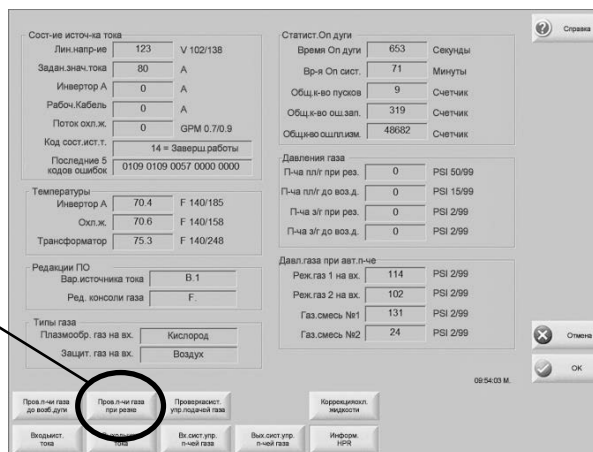 Справка
Сост-ие источ-ка тока
Лин.напр-ие 123 V 102/138
Задан.знач.тока 80 A
Инвертор A 0 A
Рабоч.Кабель 0 A
Поток охл.ж. 0 GPM 0.7/0.9
Код сост.ист.т. 14 = Заверш.работы
Последние 5
кодов ошибок 0109 0109 0057 0000 0000
Температуры
Инвертор A 70.4 F 140/185
Охл.ж. 70.6 F 140/158
Трансформатор 75.3 F 140/248
Редакции ПО
Вар.источника тока B.1
Ред. консоли газа F.
Типы газа
Плазмообр. газ на вх. Кислород
Защит. газ на вх. Воздух
Статист.Оп дуги
Время Оп дуги 653 Секунды
Вр-я Оп сист. 71 Минуты
Общ.к-во пусков 9 Счетчик
Общ.к-во ош.зап. 319 Счетчик
Общ.к-во ош.пл.изм. 48682 Счетчик
Давления газа
П-ча пл/г при рез. 0 PSI 50/99
П-ча пл/г до воз.д. 0 PSI 15/99
П-ча з/г при рез. 0 PSI 2/99
П-ча з/г до воз.д. 0 PSI 2/99
Давл.газа при авт.п-че
Реж.газ 1 на вх. 114 PSI 2/99
Реж.газ 2 на вх. 102 PSI 2/99
Газ.смесь №1 131 PSI 2/99
Газ.смесь №2 24 PSI 2/99
Отмена
ОК
09:54:03 M.
Пров.п-чи газа
до возб.дуги
Пров.п-чи газа
при резке
Проверкасист.
упр.подачей газа
Коррекцияохл.
жидкости
Входыист.
тока
тока
Вх.сист.упр.
п-чей газа
Вых.сист.упр.
п-чей газа
Информ.
HPR